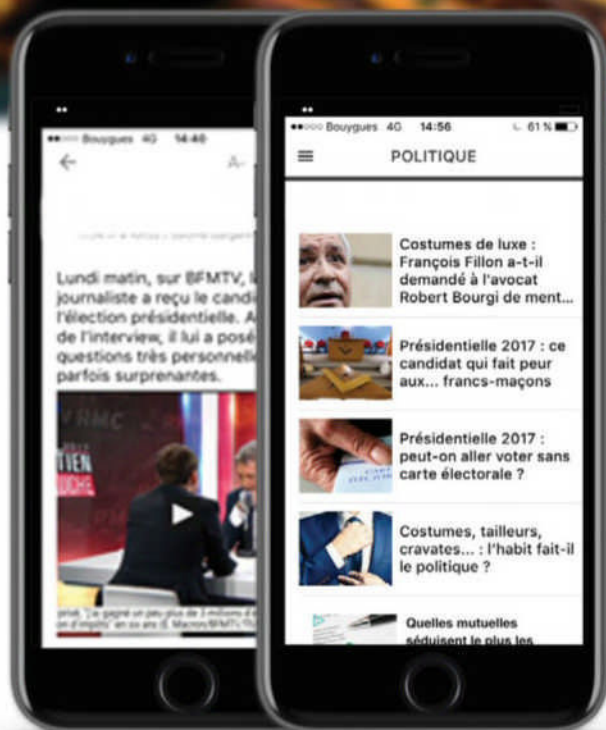 Bouygues 4G 14:40
A-
Lundi matin, sur BFMTV, l
journaliste a reçu le candi
l'élection présidentielle. A
de l'interview, il lui a posé
questions très personnell
parfois surprenantes.
RMC
TIEN
Bouygues 4G 14:56 61 %
POLITIQUE
Costumes de luxe :
François Fillon a-t-il
demandé à l'avocat
Robert Bourgi de ment...
Présidentielle 2017 : ce
candidat qui fait peur
aux... francs-maçons
Présidentielle 2017 :
peut-on aller voter sans
carte électorale ?
Costumes, tailleurs,
cravates... : l'habit fait-il
le politique ?
Quelles mutuelles
séduisent le plus les